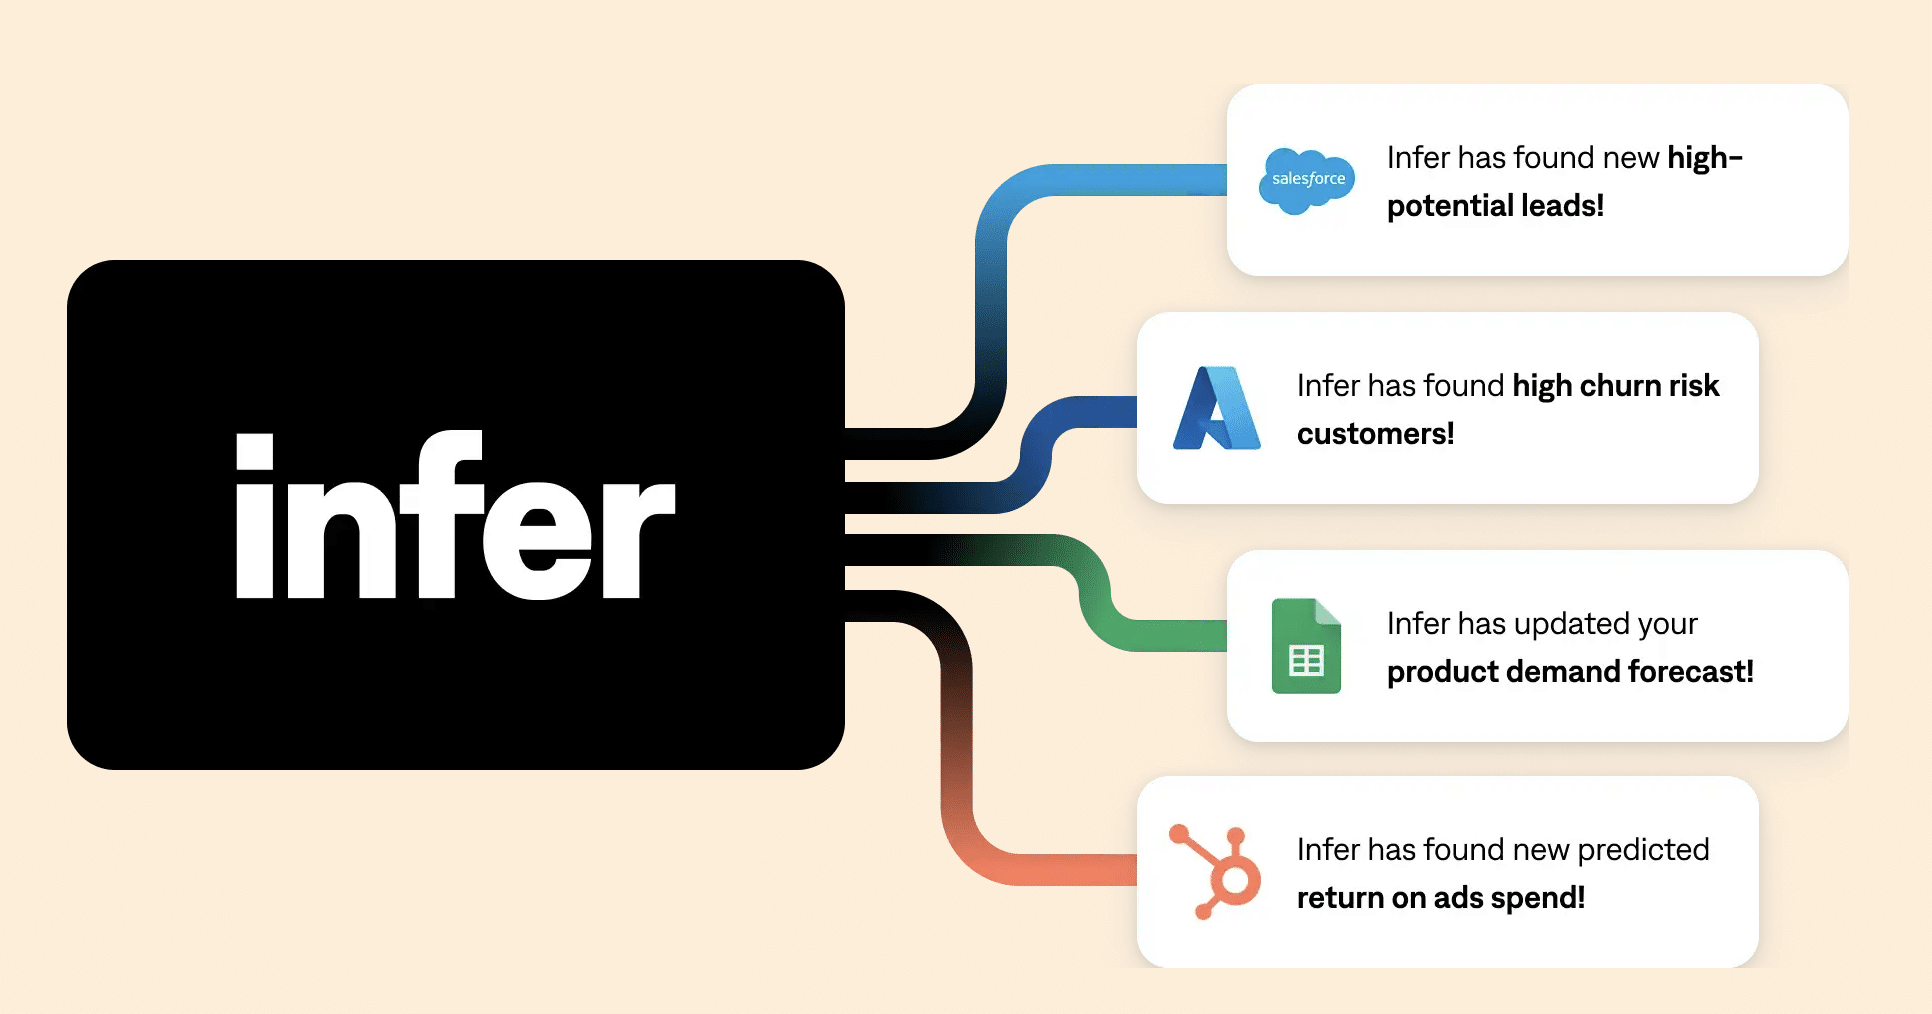 infer
salesforce
Infer has found new high-
potential leads!
Infer has found high churn risk
customers!
Infer has updated your
product demand forecast!
Infer has found new predicted
return on ads spend!